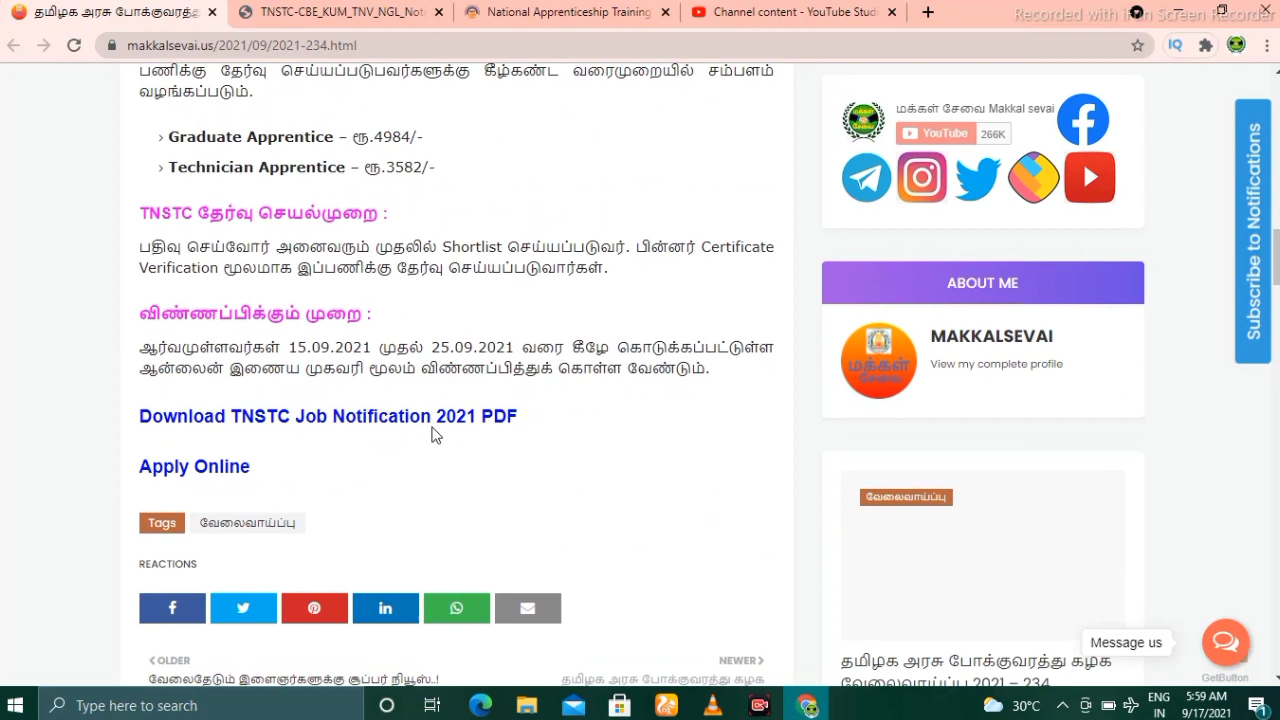 தமிழக அரசு போக்குவரத்து
TNSTC-CBE_KUM_TNV_NGL_Not
National Apprenticeship Training
Channel content - YouTube Studi
Recorded with iFun Screen Recorder
makkalsevai.us/2021/09/2021-234.html
பணிக்கு தேர்வு செய்யப்படுபவர்களுக்கு கீழ்கண்ட வரைமுறையில் சம்பளம்
வழங்கப்படும்.
› Graduate Apprentice – ரூ.4984/-
› Technician Apprentice – ரூ.3582/-
TNSTC தேர்வு செயல்முறை :
பதிவு செய்வோர் அனைவரும் முதலில் Shortlist செய்யப்படுவர். பின்னர் Certificate
Verification மூலமாக இப்பணிக்கு தேர்வு செய்யப்படுவார்கள்.
விண்ணப்பிக்கும் முறை :
ஆர்வமுள்ளவர்கள் 15.09.2021 முதல் 25.09.2021 வரை கீழே கொடுக்கப்பட்டுள்ள
ஆன்லைன் இணைய முகவரி மூலம் விண்ணப்பித்துக் கொள்ள வேண்டும்.
Download TNSTC Job Notification 2021 PDF
Apply Online
Tags வேலைவாய்ப்பு
REACTIONS
OLDER
NEWER
வேலைதேடும் இளைஞர்களுக்கு சூப்பர் நியூஸ்..!
தமிழக அரசு போக்குவரத்து கழக
மக்கள் சேவை Makkal sevai
YouTube 266K
ABOUT ME
மக்கள்
சேவை
MAKKALSEVAI
View my complete profile
வேலைவாய்ப்பு
தமிழக அரசு போக்குவரத்து கழக
வேலைவாய்ப்பு 2021 – 234
Subscribe to Notifications
Message us
GetButton
Type here to search
30°C
ENG
IN
5:59 AM
9/17/2021
1